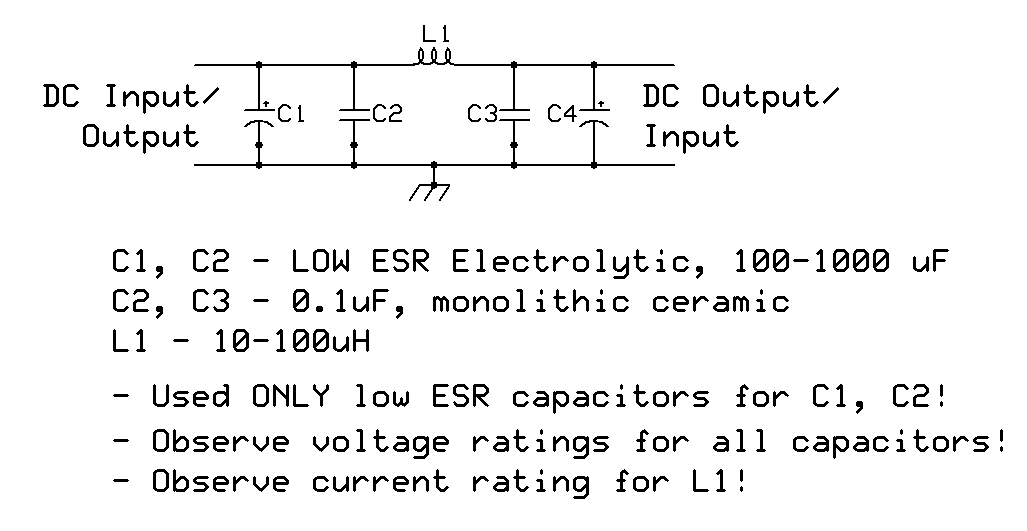 L1
DC Input/
Output
+
C1
C2
C3
C4
+
DC Output/
Input
C1, C2 - LOW ESR Electrolytic, 100-1000 uF
C2, C3 - 0.1uF, monolithic ceramic
L1 - 10-100uH
- Used ONLY low ESR capacitors for C1, C2!
- Observe voltage ratings for all capacitors!
- Observe current rating for L1!